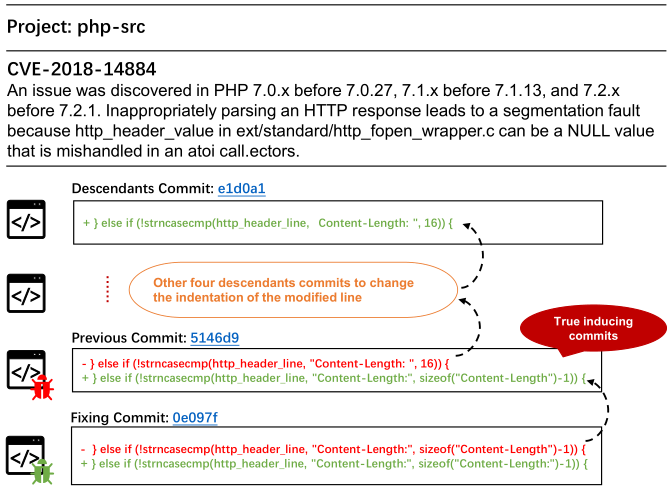 Project: php-src
CVE-2018-14884
An issue was discovered in PHP 7.0.x before 7.0.27, 7.1.x before 7.1.13, and 7.2.x
before 7.2.1. Inappropriately parsing an HTTP response leads to a segmentation fault
because http_header_value in ext/standard/http_fopen_wrapper.c can be a NULL value
that is mishandled in an atoi call.ectors.
Descendants Commit: e1d0a1
</>
+ } else if (!strncasecmp(http_header_line, Content-Length: ", 16)) {
</>
Other four descendants commits to change
the indentation of the modified line
True inducing
commits
Previous Commit: 5146d9
</>
- } else if (!strncasecmp(http_header_line, "Content-Length: ", 16)) {
+ } else if (!strncasecmp(http_header_line, "Content-Length:", sizeof("Content-Length")-1)) {
Fixing Commit: 0e097f
</>
- } else if (!strncasecmp(http_header_line, "Content-Length:", sizeof("Content-Length")-1)) {
+ } else if (!strncasecmp(http_header_line, "Content-Length:", sizeof("Content-Length:")-1)) {